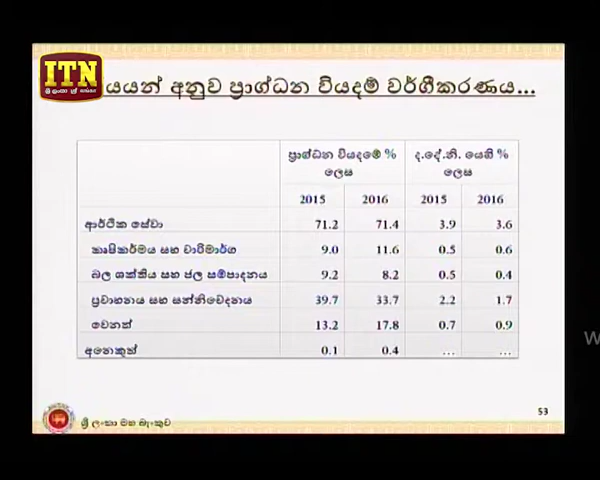 ITN
ශ්‍රී ලංකා
යයන් අනුව ප්‍රාග්ධන වියදම් වර්ගීකරණය...
ප්‍රාග්ධන වියදමේ % ද.දේ.නි. යෙහි %
ලෙස ලෙස
2015 2016 2015 2016
ආර්ථික සේවා 71.2 71.4 3.9 3.6
කෘෂිකර්මය සහ වාරිමාර්ග 9.0 11.6 0.5 0.6
බල ශක්තිය සහ ජල සම්පාදනය 9.2 8.2 0.5 0.4
ප්‍රවාහනය සහ සන්නිවේදනය 39.7 33.7 2.2 1.7
වෙනත් 13.2 17.8 0.7 0.9
අනෙකුත් 0.1 0.4 ... ...
W
53
ශ්‍රී ලංකා මහ බැංකුව